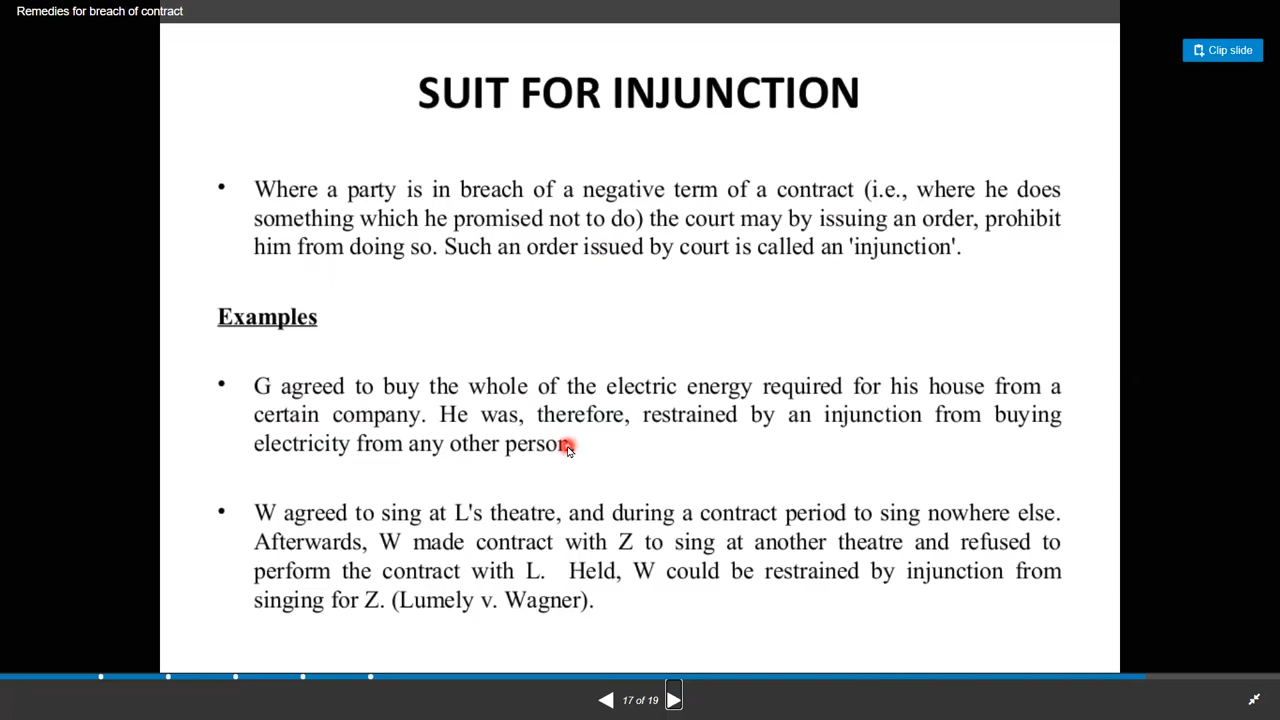 Remedies for breach of contract
Clip slide
SUIT FOR INJUNCTION
• Where a party is in breach of a negative term of a contract (i.e., where he does
something which he promised not to do) the court may by issuing an order, prohibit
him from doing so. Such an order issued by court is called an 'injunction'.
Examples
• G agreed to buy the whole of the electric energy required for his house from a
certain company. He was, therefore, restrained by an injunction from buying
electricity from any other person.
• W agreed to sing at L's theatre, and during a contract period to sing nowhere else.
Afterwards, W made contract with Z to sing at another theatre and refused to
perform the contract with L. Held, W could be restrained by injunction from
singing for Z. (Lumely v. Wagner).
17 of 19